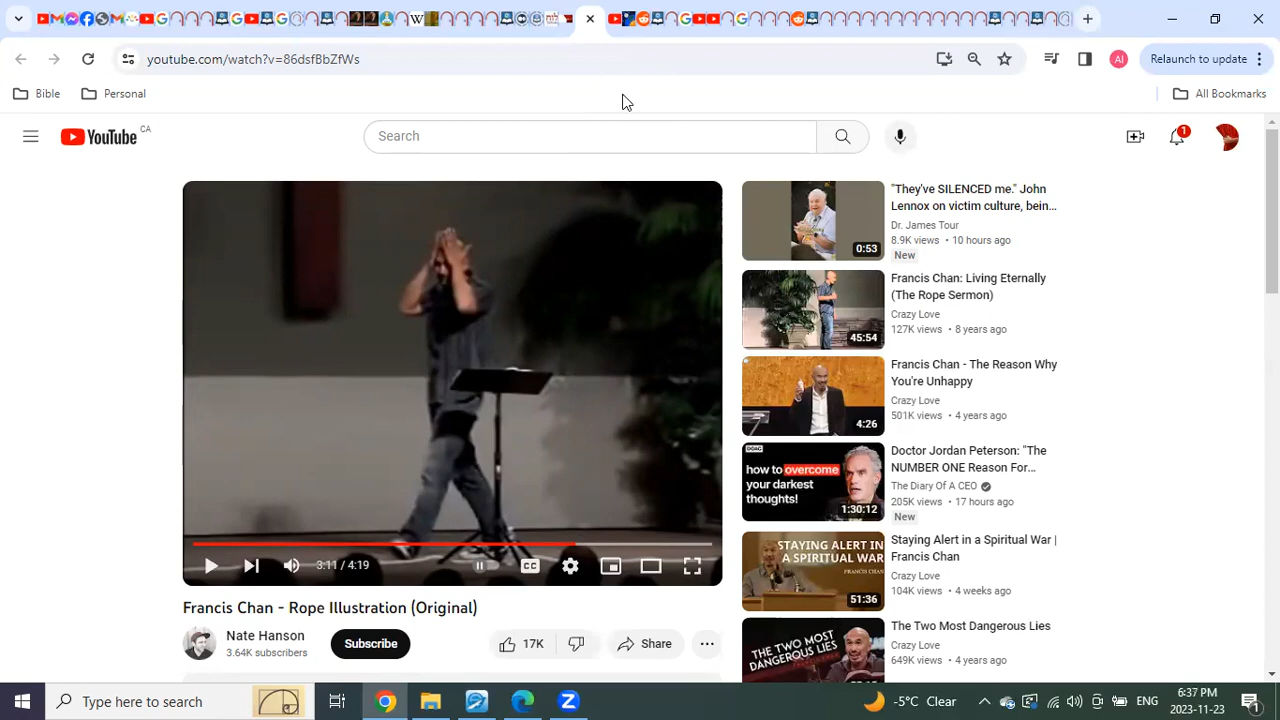 youtube.com/watch?v=86dsfBbZfWs
Relaunch to update
AI
Bible
Personal
All Bookmarks
YouTube CA
Search
1
"They've SILENCED me." John
Lennox on victim culture, bein...
Dr. James Tour
8.9K views • 10 hours ago
New
0:53
Francis Chan: Living Eternally
(The Rope Sermon)
Crazy Love
127K views • 8 years ago
45:54
Francis Chan - The Reason Why
You're Unhappy
Crazy Love
501K views • 4 years ago
4:26
DOAC
how to overcome
your darkest
thoughts!
1:30:12
Doctor Jordan Peterson: "The
NUMBER ONE Reason For...
The Diary Of A CEO
205K views • 17 hours ago
New
STAYING ALERT IN
A SPIRITUAL WAR
FRANCIS CHAN
51:36
Staying Alert in a Spiritual War |
Francis Chan
Crazy Love
104K views • 4 weeks ago
THE TWO MOST
DANGEROUS LIES
The Two Most Dangerous Lies
Crazy Love
649K views • 4 years ago
3:11 / 4:19
CC
Francis Chan - Rope Illustration (Original)
Nate Hanson
3.64K subscribers
Subscribe
17K
Share
Type here to search
-5°C Clear
ENG
6:37 PM
2023-11-23
1